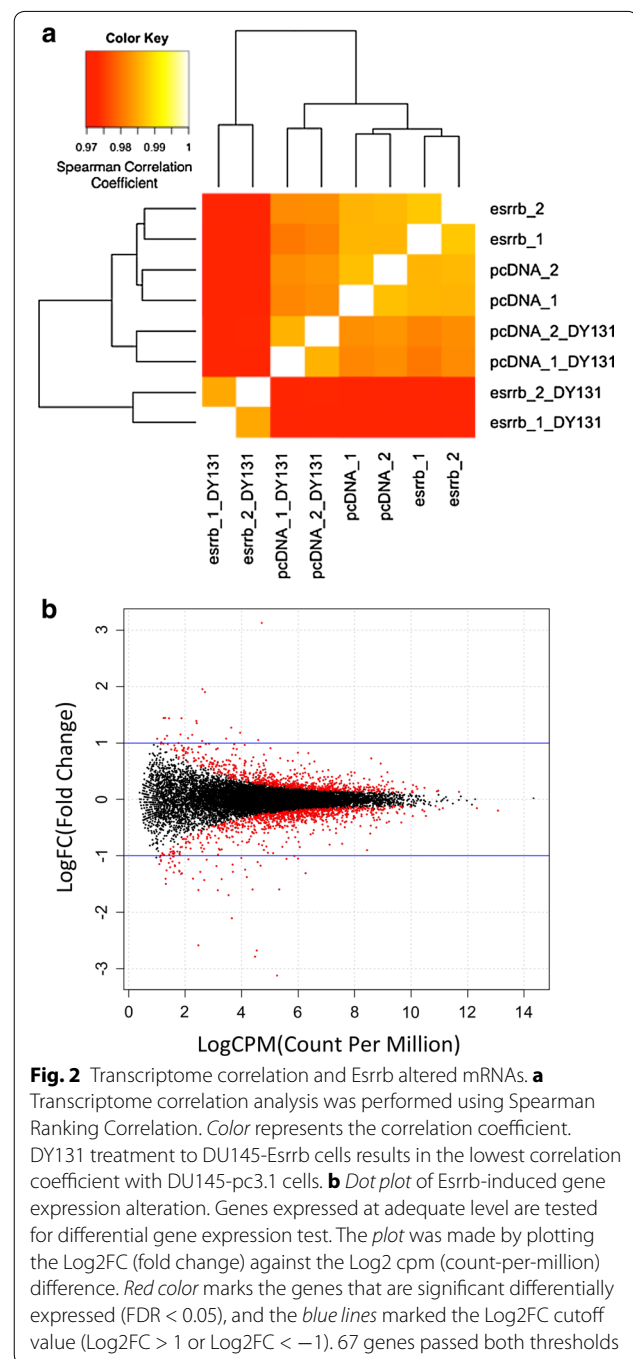 a
Color Key
0.97 0.98 0.99 1
Spearman Correlation
Coefficient
esrrb_2
esrrb_1
pcDNA_2
pcDNA_1
pcDNA_2_DY131
pcDNA_1_DY131
esrrb_2_DY131
esrrb_1_DY131
esrrb_1_DY131
esrrb_2_DY131
pcDNA_1_DY131
pcDNA_2_DY131
pcDNA_1
pcDNA_2
esrrb_1
esrrb_2
b
LogFC(Fold Change)
3
2
1
0
-1
-2
-3
0 2 4 6 8 10 12 14
LogCPM(Count Per Million)
Fig. 2 Transcriptome correlation and Esrrb altered mRNAs. a
Transcriptome correlation analysis was performed using Spearman
Ranking Correlation. Color represents the correlation coefficient.
DY131 treatment to DU145-Esrrb cells results in the lowest correlation
coefficient with DU145-pc3.1 cells. b Dot plot of Esrrb-induced gene
expression alteration. Genes expressed at adequate level are tested
for differential gene expression test. The plot was made by plotting
the Log2FC (fold change) against the Log2 cpm (count-per-million)
difference. Red color marks the genes that are significant differentially
expressed (FDR < 0.05), and the blue lines marked the Log2FC cutoff
value (Log2FC > 1 or Log2FC < −1). 67 genes passed both thresholds